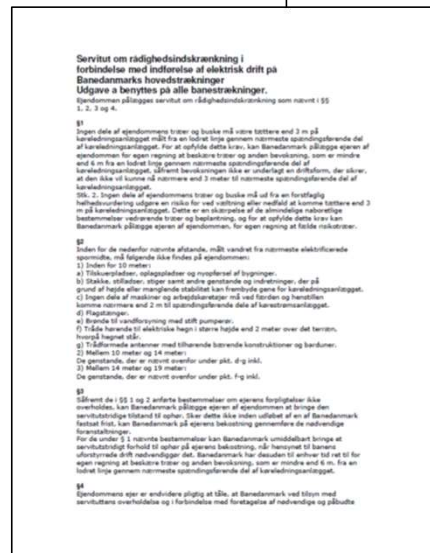 Servitut om rådighedsindskrænkning i
forbindelse med indførelse af elektrisk drift på
Banedanmarks hovedstrækninger
Udgave a benyttes på alle banestrækninger.
Ejendommen pålægges servitut om rådighedsindskrænkning som nævnt i §§
1, 2, 3 og 4.
§1
Ingen dele af ejendommens træer og buske må være tættere end 3 m på
køreledningsanlægget målt fra en lodret linje gennem nærmeste spændingsførende del
af køreledningsanlægget. For at opfylde dette krav, kan Banedanmark pålægge ejeren af
ejendommen for egen regning at beskære træer og anden bevoksning, som er mindre
end 6 m fra en lodret linje gennem nærmeste spændingsførende del af
køreledningsanlægget, såfremt bevoksningen ikke er underlagt en driftsform, der sikrer,
at den ikke vil kunne nå nærmere end 3 meter til nærmeste spændingsførende del af
køreledningsanlægget.
Stk. 2. Ingen dele af ejendommens træer og buske må ud fra en forstfaglig
helhedsvurdering udgøre en risiko for ved væltning eller nedfald at komme tættere end 3
m på køreledningsanlægget. Dette er en skærpelse af de almindelige naboretlige
bestemmelser vedrørende træer og beplantning, og for at opfylde dette krav kan
Banedanmark pålægge ejeren af ejendommen, for egen regning at fælde risikotræer.
§2
Inden for de nedenfor nævnte afstande, målt vandret fra nærmeste elektrificerede
spormidte, må følgende ikke findes på ejendommen:
1) Inden for 10 meter:
a) Tilskuerpladser, oplagspladser og nyopførsel af bygninger.
b) Stakke, stilladser, stiger samt andre genstande og indretninger, der på
grund af højde eller manglende stabilitet kan frembyde gene for køreledningsanlægget.
c) Ingen dele af maskiner og arbejdskøretøjer må ved færden og henstillen
komme nærmere end 2 m til spændingsførende dele af kørestrømsanlægget.
d) Flagstænger.
e) Brønde til vandforsyning med stift pumperør.
f) Tråde hørende til elektriske hegn i større højde end 2 meter over det terræn,
hvorpå hegnet står.
g) Trådformede antenner med tilhørende bærende konstruktioner og barduner.
2) Mellem 10 meter og 14 meter:
De genstande, der er nævnt ovenfor under pkt. d-g inkl.
3) Mellem 14 meter og 19 meter:
De genstande, der er nævnt ovenfor under pkt. f-g inkl.
§3
Såfremt de i §§ 1 og 2 anførte bestemmelser om ejerens forpligtelser ikke
overholdes, kan Banedanmark pålægge ejeren af ejendommen at bringe den
servitutstridige tilstand til ophør. Sker dette ikke inden udløbet af en af Banedanmark
fastsat frist, kan Banedanmark på ejerens bekostning gennemføre de nødvendige
foranstaltninger.
For de under § 1 nævnte bestemmelser kan Banedanmark umiddelbart bringe et
servitutstridigt forhold til ophør på ejerens bekostning, når hensynet til banens
uforstyrrede drift nødvendiggør det. Banedanmark har desuden til enhver tid ret til for
egen regning at beskære træer og anden bevoksning, som er mindre end 6 m. fra en
lodret linje gennem nærmeste spændingsførende del af køreledningsanlægget.
§4
Ejendommens ejer er endvidere pligtig at tåle, at Banedanmark ved tilsyn med
servituttens overholdelse og i forbindelse med foretagelse af nødvendige og påbudte